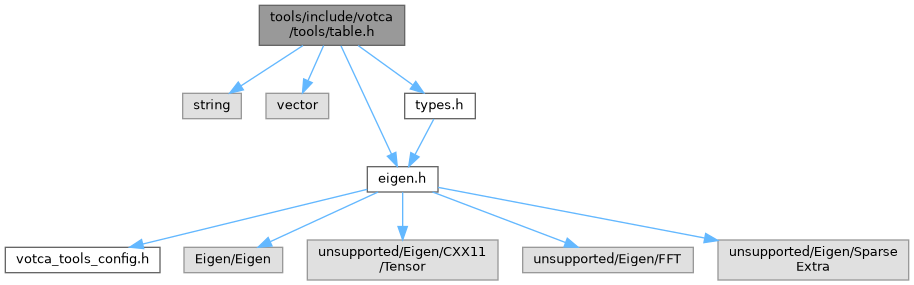 tools/include/votca
/tools/table.h
string
vector
types.h
eigen.h
votca_tools_config.h
Eigen/Eigen
unsupported/Eigen/CXX11
/Tensor
unsupported/Eigen/FFT
unsupported/Eigen/Sparse
Extra